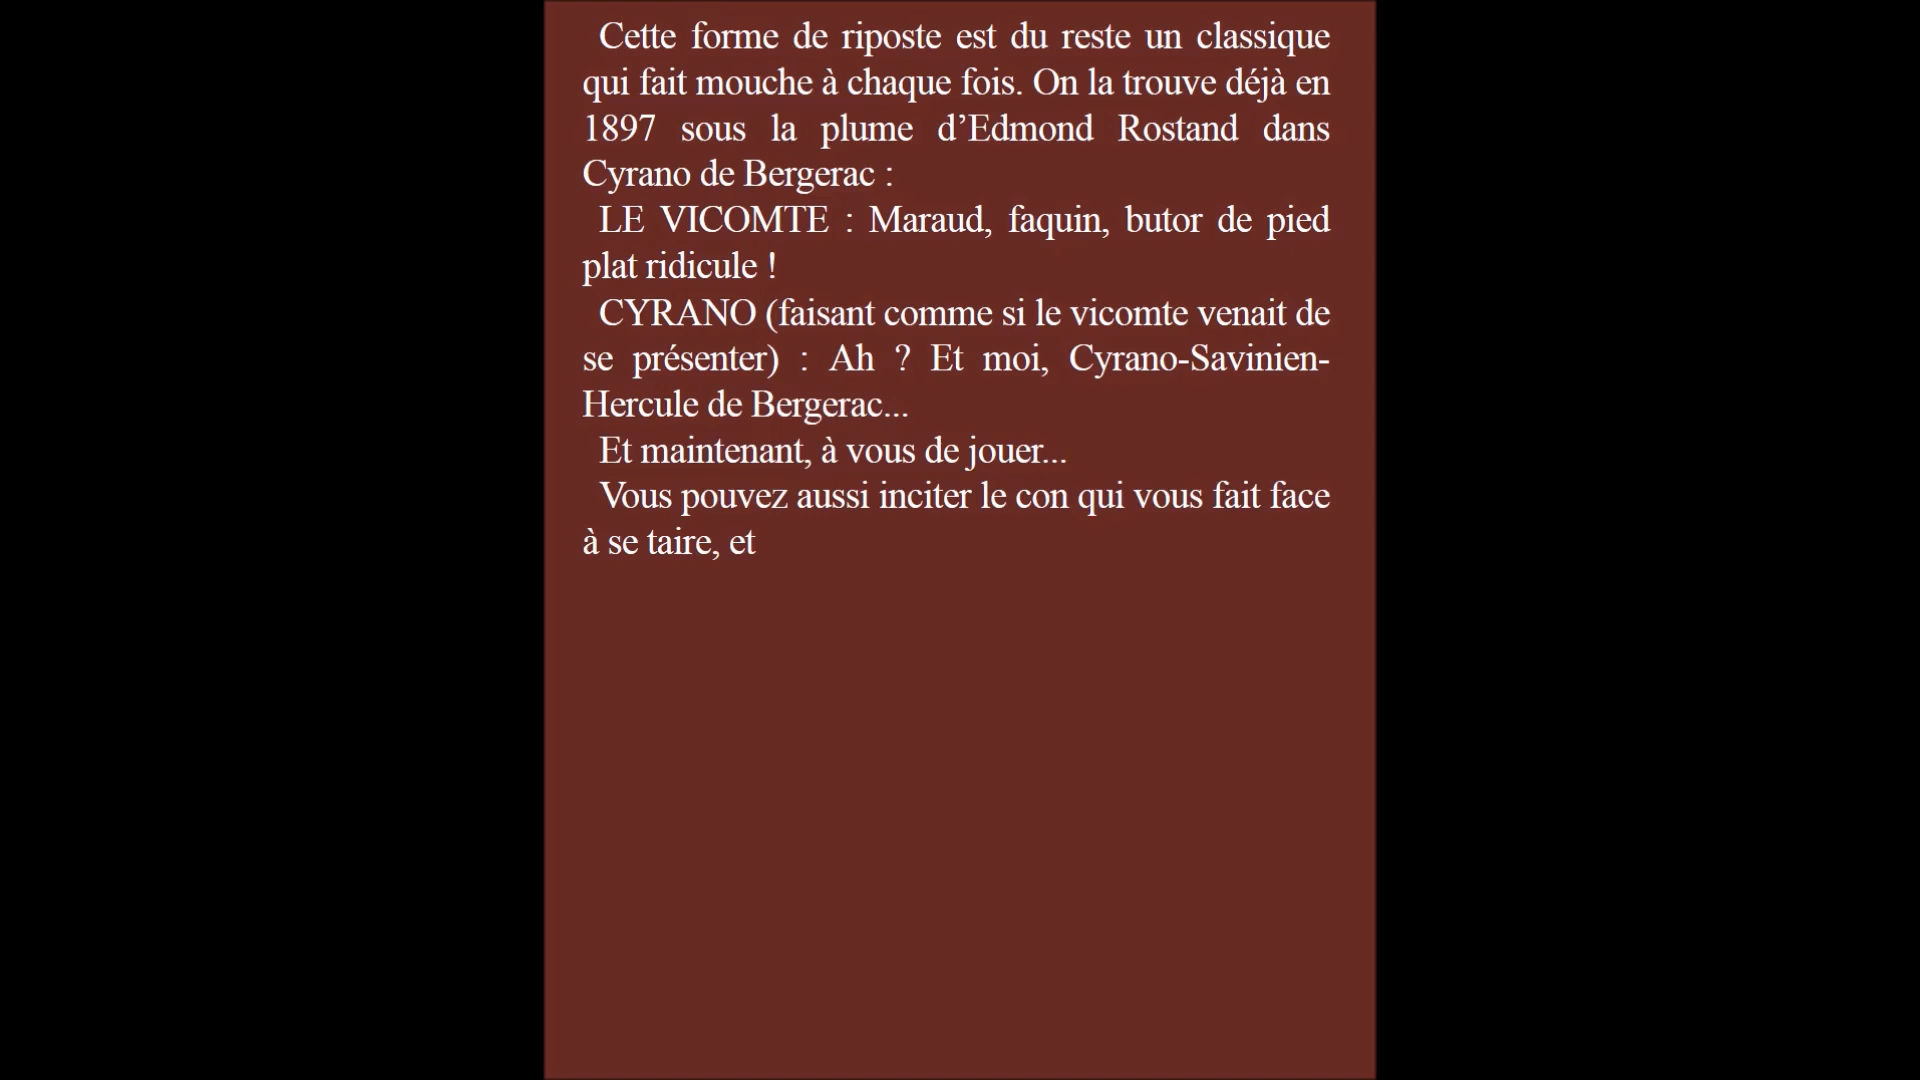 Cette forme de riposte est du reste un classique
qui fait mouche à chaque fois. On la trouve déjà en
1897 sous la plume d’Edmond Rostand dans
Cyrano de Bergerac :
LE VICOMTE : Maraud, faquin, butor de pied
plat ridicule !
CYRANO (faisant comme si le vicomte venait de
se présenter) : Ah ? Et moi, Cyrano-Savinien-
Hercule de Bergerac...
Et maintenant, à vous de jouer...
Vous pouvez aussi inciter le con qui vous fait face
à se taire, et